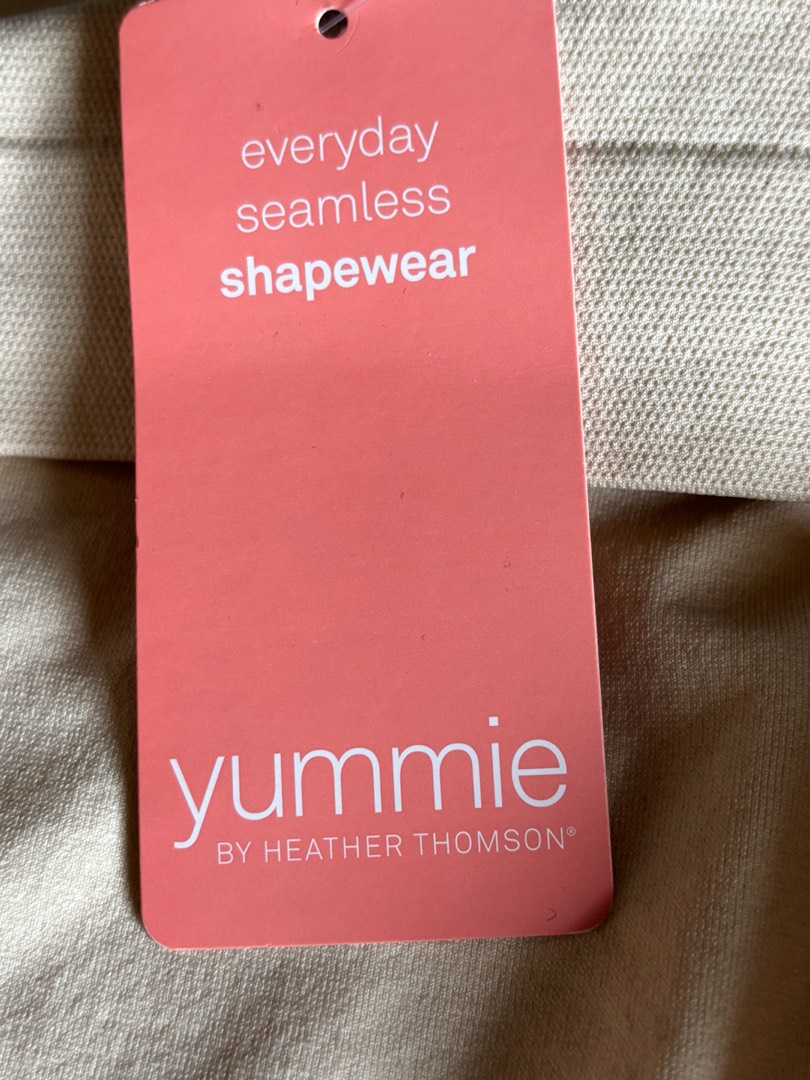 everyday
seamless
shapewear
yummie
BY HEATHER THOMSON®